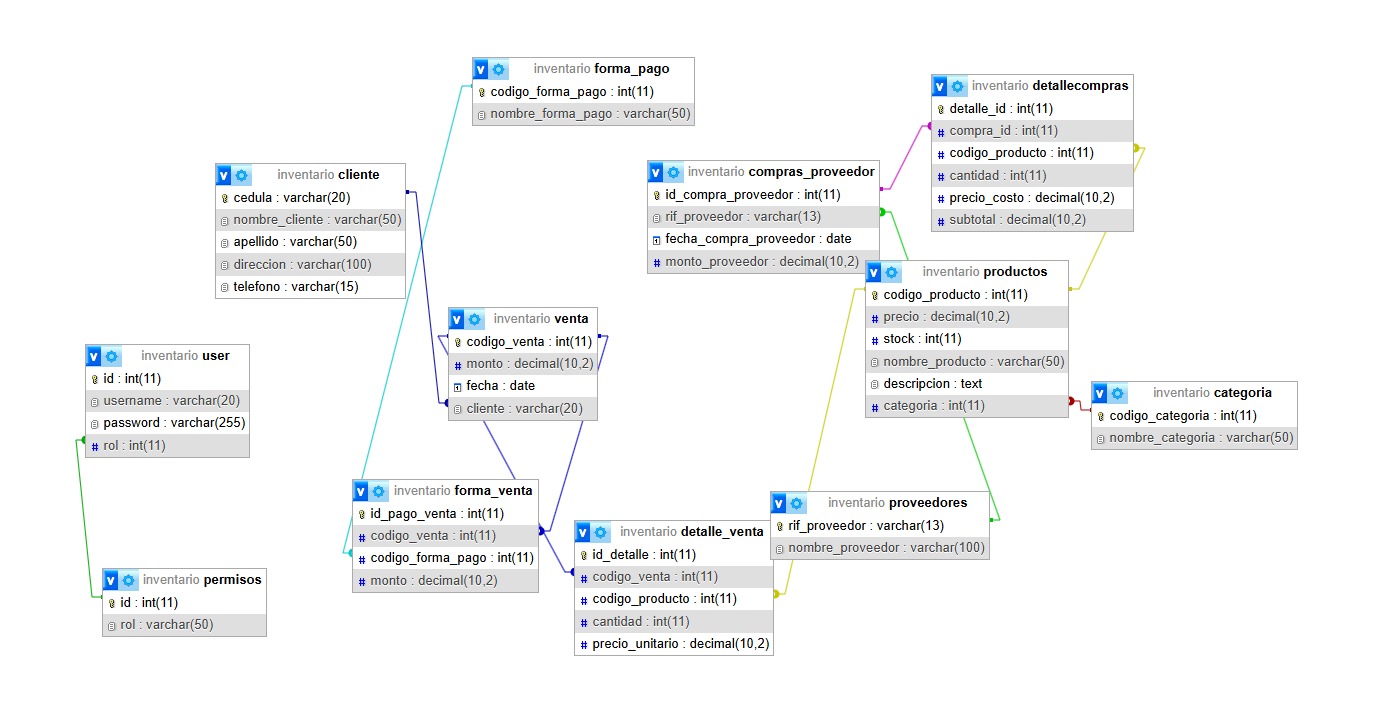 inventario forma_pago
codigo_forma_pago : int(11)
nombre_forma_pago : varchar(50)
inventario detallecompras
detalle_id : int(11)
compra_id : int(11)
codigo_producto : int(11)
cantidad : int(11)
precio_costo : decimal(10,2)
subtotal : decimal(10,2)
inventario cliente
cedula : varchar(20)
nombre_cliente : varchar(50)
apellido : varchar(50)
direccion : varchar(100)
telefono : varchar(15)
inventario compras_proveedor
id_compra_proveedor : int(11)
rif_proveedor : varchar(13)
fecha_compra_proveedor : date
monto_proveedor : decimal(10,2)
inventario productos
codigo_producto : int(11)
precio : decimal(10,2)
stock : int(11)
nombre_producto : varchar(50)
descripcion : text
categoria : int(11)
inventario venta
codigo_venta : int(11)
monto : decimal(10,2)
fecha : date
cliente : varchar(20)
inventario user
id : int(11)
username : varchar(20)
password : varchar(255)
rol : int(11)
inventario categoria
codigo_categoria : int(11)
nombre_categoria : varchar(50)
inventario forma_venta
id_pago_venta : int(11)
codigo_venta : int(11)
codigo_forma_pago : int(11)
monto : decimal(10,2)
inventario detalle_venta
id_detalle : int(11)
codigo_venta : int(11)
codigo_producto : int(11)
cantidad : int(11)
precio_unitario : decimal(10,2)
inventario proveedores
rif_proveedor : varchar(13)
nombre_proveedor : varchar(100)
inventario permisos
id : int(11)
rol : varchar(50)